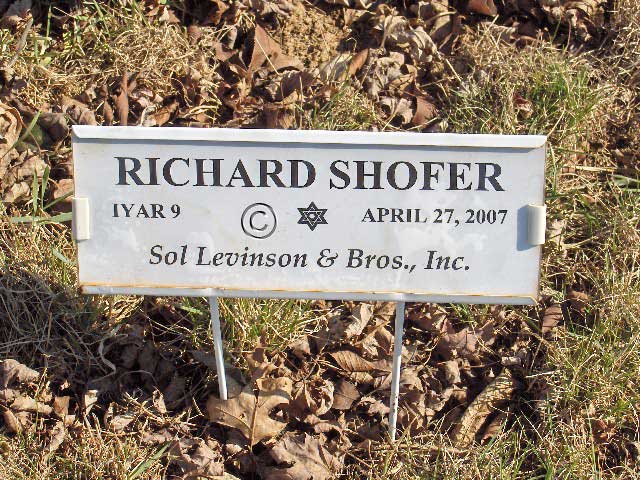 RICHARD SHOFER
IYAR 9 © ✡ APRIL 27, 2007
Sol Levinson & Bros., Inc.